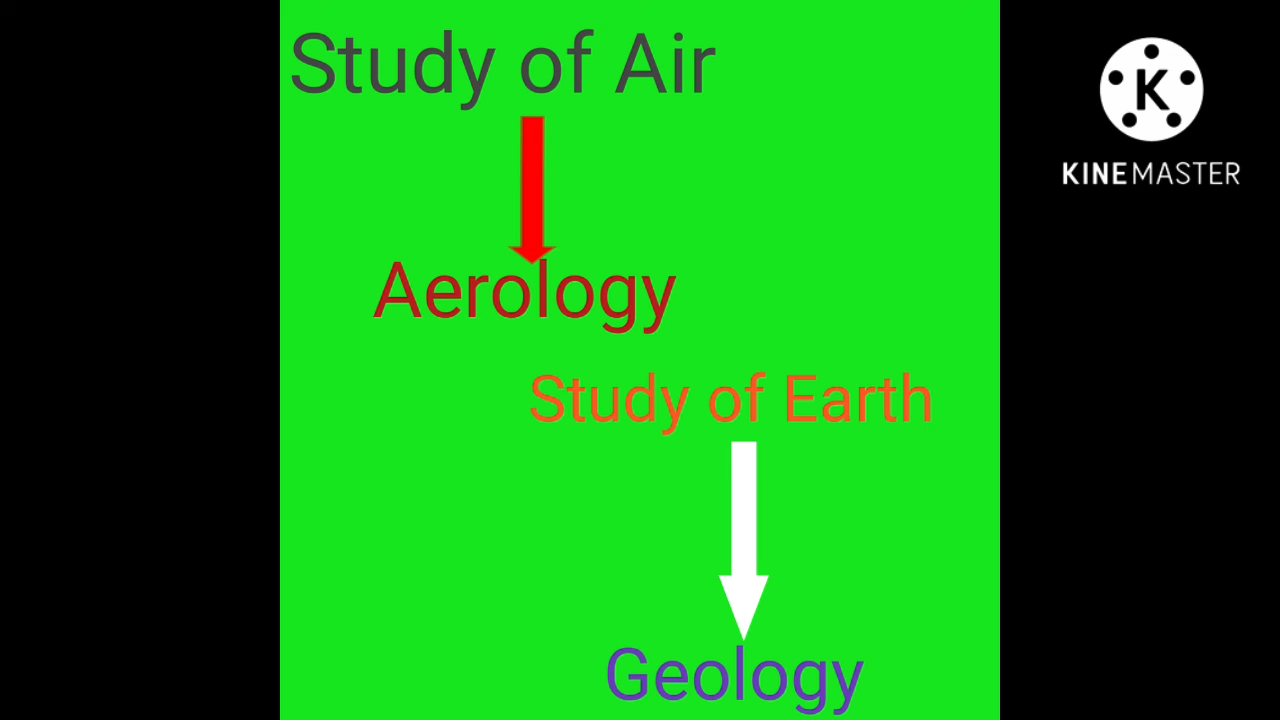 Study of Air
Aerology
Study of Earth
Geology
K
KINEMASTER